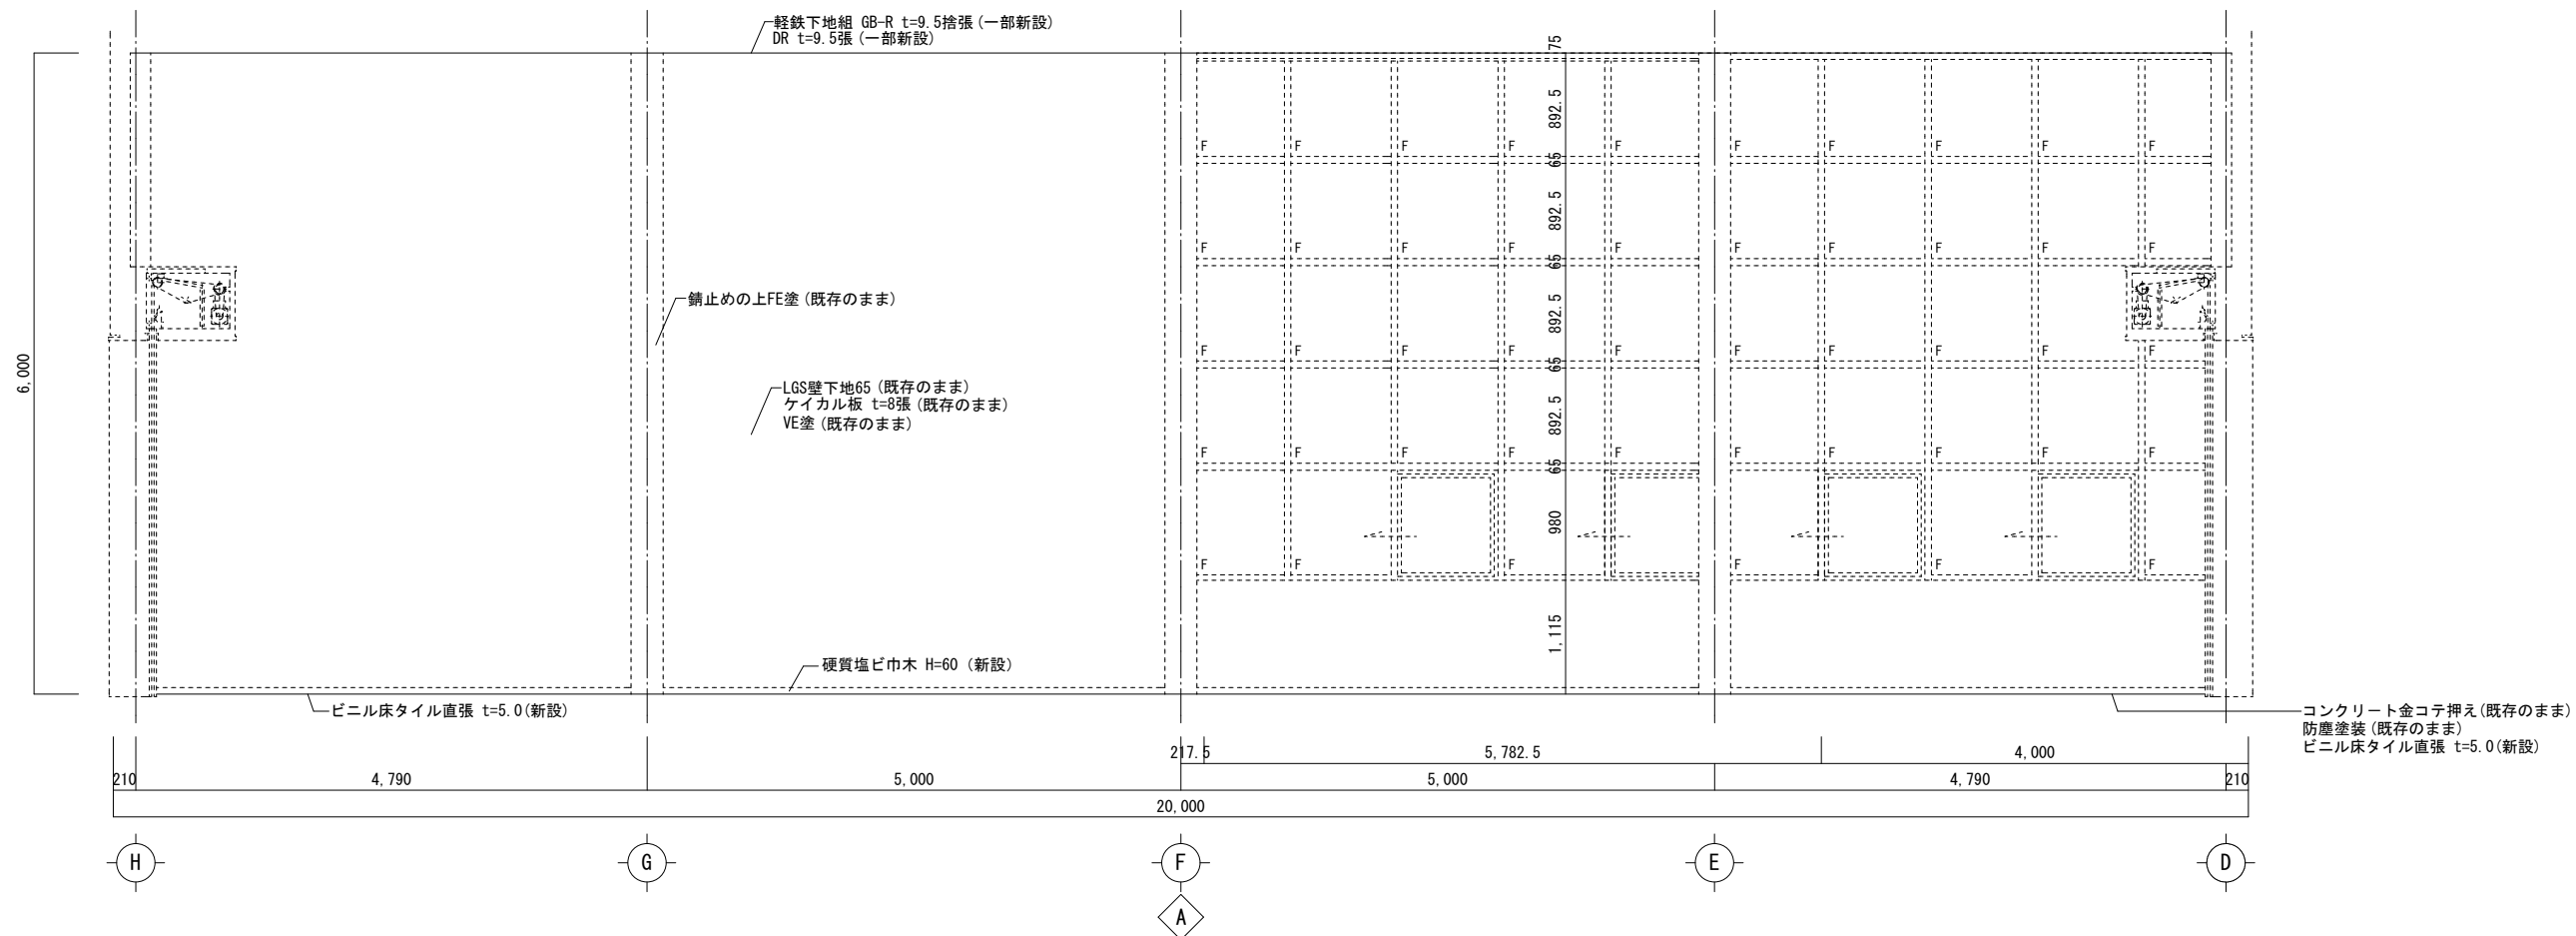 軽鉄下地組 GB-R t=9.5捨張(一部新設)
DR t=9.5張(一部新設)
75
892.5
65
892.5
65
892.5
65
892.5
65
980
1,115
6,000
F F F F F F F F F F
F F F F F F F F F F
F F F F F F F F F F
F F F F F F F F F F
F F F F F F
錆止めの上FE塗(既存のまま)
LGS壁下地65(既存のまま)
ケイカル板 t=8張(既存のまま)
VE塗(既存のまま)
硬質塩ビ巾木 H=60 (新設)
ビニル床タイル直張 t=5.0(新設)
コンクリート金コテ押え(既存のまま)
防塵塗装(既存のまま)
ビニル床タイル直張 t=5.0(新設)
217.5 5,782.5 4,000
210 4,790 5,000 5,000 4,790 210
20,000
H G F E D
A